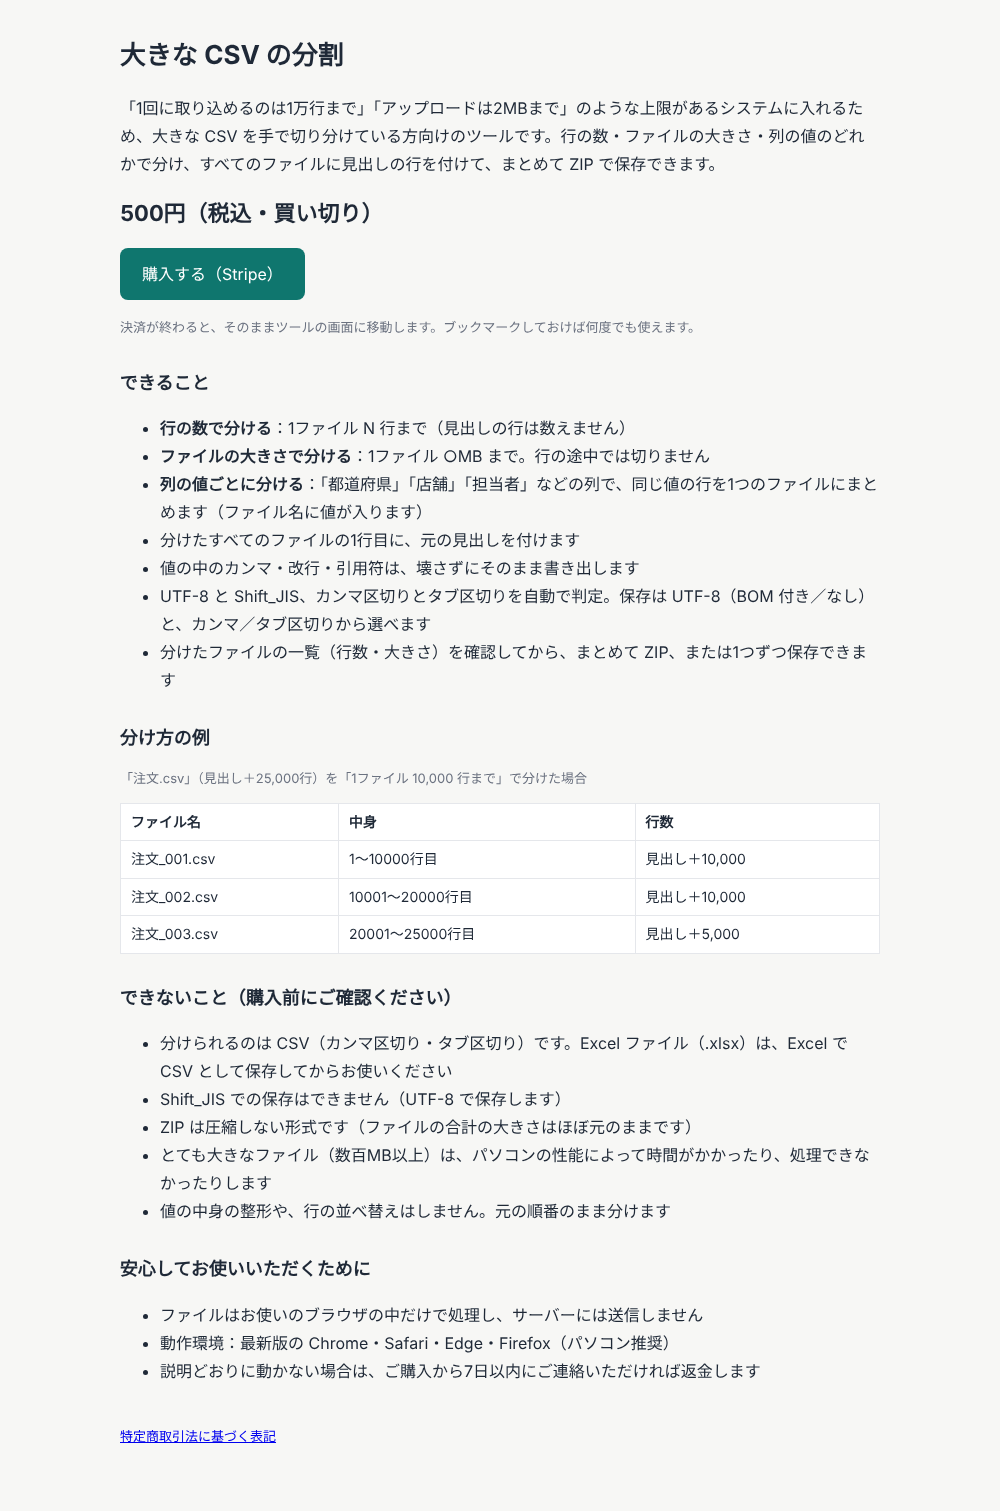 大きな CSV の分割
「1回に取り込めるのは1万行まで」「アップロードは2MBまで」のような上限があるシステムに入れるた
め、大きな CSV を手で切り分けている方向けのツールです。行の数・ファイルの大きさ・列の値のどれ
かで分け、すべてのファイルに見出しの行を付けて、まとめて ZIP で保存できます。
500円（税込・買い切り）
購入する（Stripe）
決済が終わると、そのままツールの画面に移動します。ブックマークしておけば何度でも使えます。
できること
• 行の数で分ける：1ファイル N 行まで（見出しの行は数えません）
• ファイルの大きさで分ける：1ファイル ○MB まで。行の途中では切りません
• 列の値ごとに分ける：「都道府県」「店舗」「担当者」などの列で、同じ値の行を1つのファイルにまと
めます（ファイル名に値が入ります）
• 分けたすべてのファイルの1行目に、元の見出しを付けます
• 値の中のカンマ・改行・引用符は、壊さずにそのまま書き出します
• UTF-8 と Shift_JIS、カンマ区切りとタブ区切りを自動で判定。保存は UTF-8（BOM 付き／なし）
と、カンマ／タブ区切りから選べます
• 分けたファイルの一覧（行数・大きさ）を確認してから、まとめて ZIP、または1つずつ保存できま
す
分け方の例
「注文.csv」（見出し＋25,000行）を「1ファイル 10,000 行まで」で分けた場合
ファイル名 中身 行数
注文_001.csv 1〜10000行目 見出し＋10,000
注文_002.csv 10001〜20000行目 見出し＋10,000
注文_003.csv 20001〜25000行目 見出し＋5,000
できないこと（購入前にご確認ください）
• 分けられるのは CSV（カンマ区切り・タブ区切り）です。Excel ファイル（.xlsx）は、Excel で
CSV として保存してからお使いください
• Shift_JIS での保存はできません（UTF-8 で保存します）
• ZIP は圧縮しない形式です（ファイルの合計の大きさはほぼ元のままです）
• とても大きなファイル（数百MB以上）は、パソコンの性能によって時間がかかったり、処理できな
かったりします
• 値の中身の整形や、行の並べ替えはしません。元の順番のまま分けます
安心してお使いいただくために
• ファイルはお使いのブラウザの中だけで処理し、サーバーには送信しません
• 動作環境：最新版の Chrome・Safari・Edge・Firefox（パソコン推奨）
• 説明どおりに動かない場合は、ご購入から7日以内にご連絡いただければ返金します
特定商取引法に基づく表記